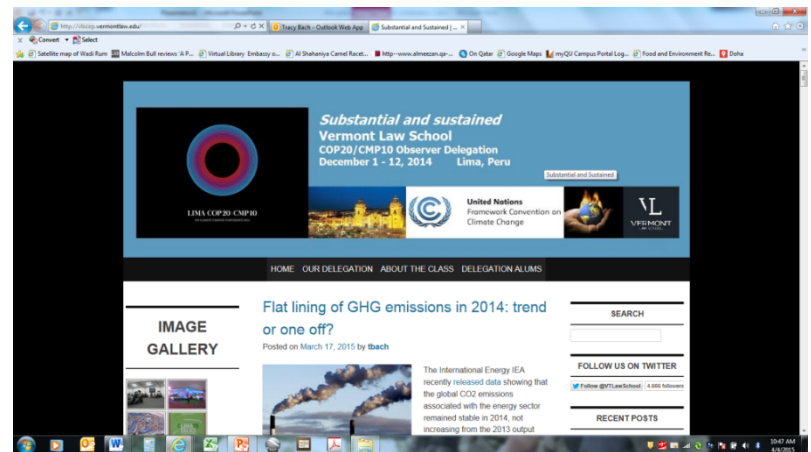 http://vlscop.vermontlaw.edu/
Tracy Bach - Outlook Web App
Substantial and Sustained | ...
Convert
Select
Satellite map of Wadi Rum
Malcolm Bull reviews 'A P...
Virtual Library Embassy o...
Al Shahaniya Camel Racet...
http--www.almeezan.qa-...
On Qatar
Google Maps
myQU Campus Portal Log...
Food and Environment Re...
Doha
Substantial and sustained
Vermont Law School
COP20/CMP10 Observer Delegation
December 1 - 12, 2014 Lima, Peru
Substantial and Sustained
LIMA COP20 CMP10
United Nations
Framework Convention on
Climate Change
VL
VERMONT
HOME OUR DELEGATION ABOUT THE CLASS DELEGATION ALUMS
IMAGE
GALLERY
Flat lining of GHG emissions in 2014: trend
or one off?
Posted on March 17, 2015 by tbach
The International Energy IEA
recently released data showing that
the global CO2 emissions
associated with the energy sector
remained stable in 2014, not
increasing from the 2013 output
SEARCH
FOLLOW US ON TWITTER
Follow @VTLawSchool
followers
RECENT POSTS
10:47 AM
4/4/2015